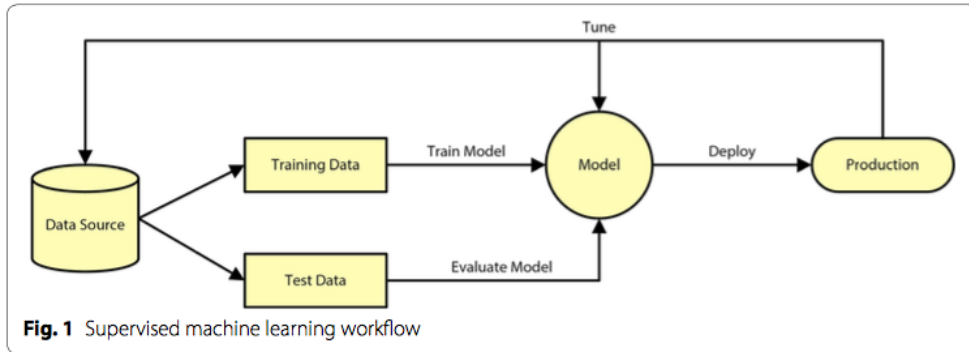 Tune
Training Data
Train Model
Model
Deploy
Production
Data Source
Test Data
Evaluate Model
Fig. 1 Supervised machine learning workflow